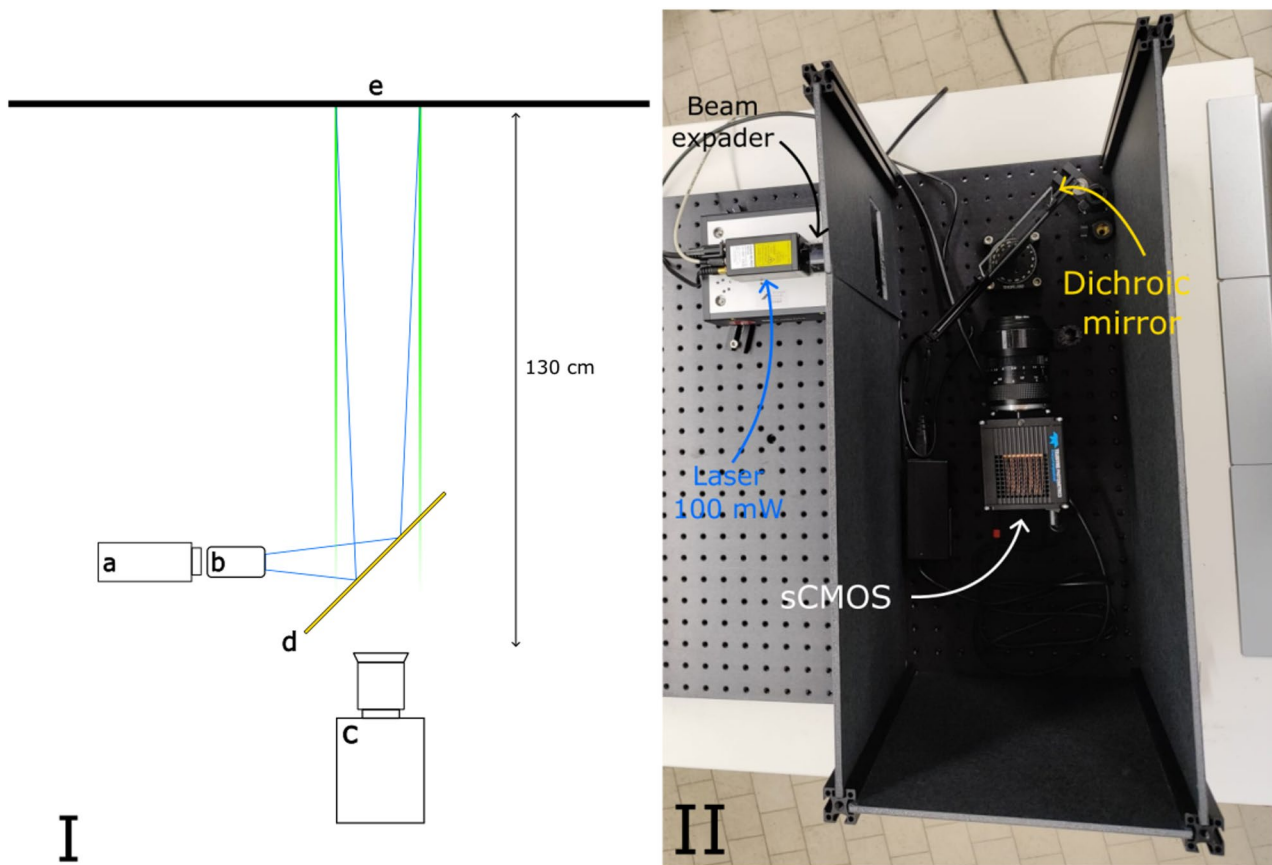 e
130 cm
a
b
d
c
I
Beam
expader
Dichroic
mirror
Laser
100 mW
sCMOS
II